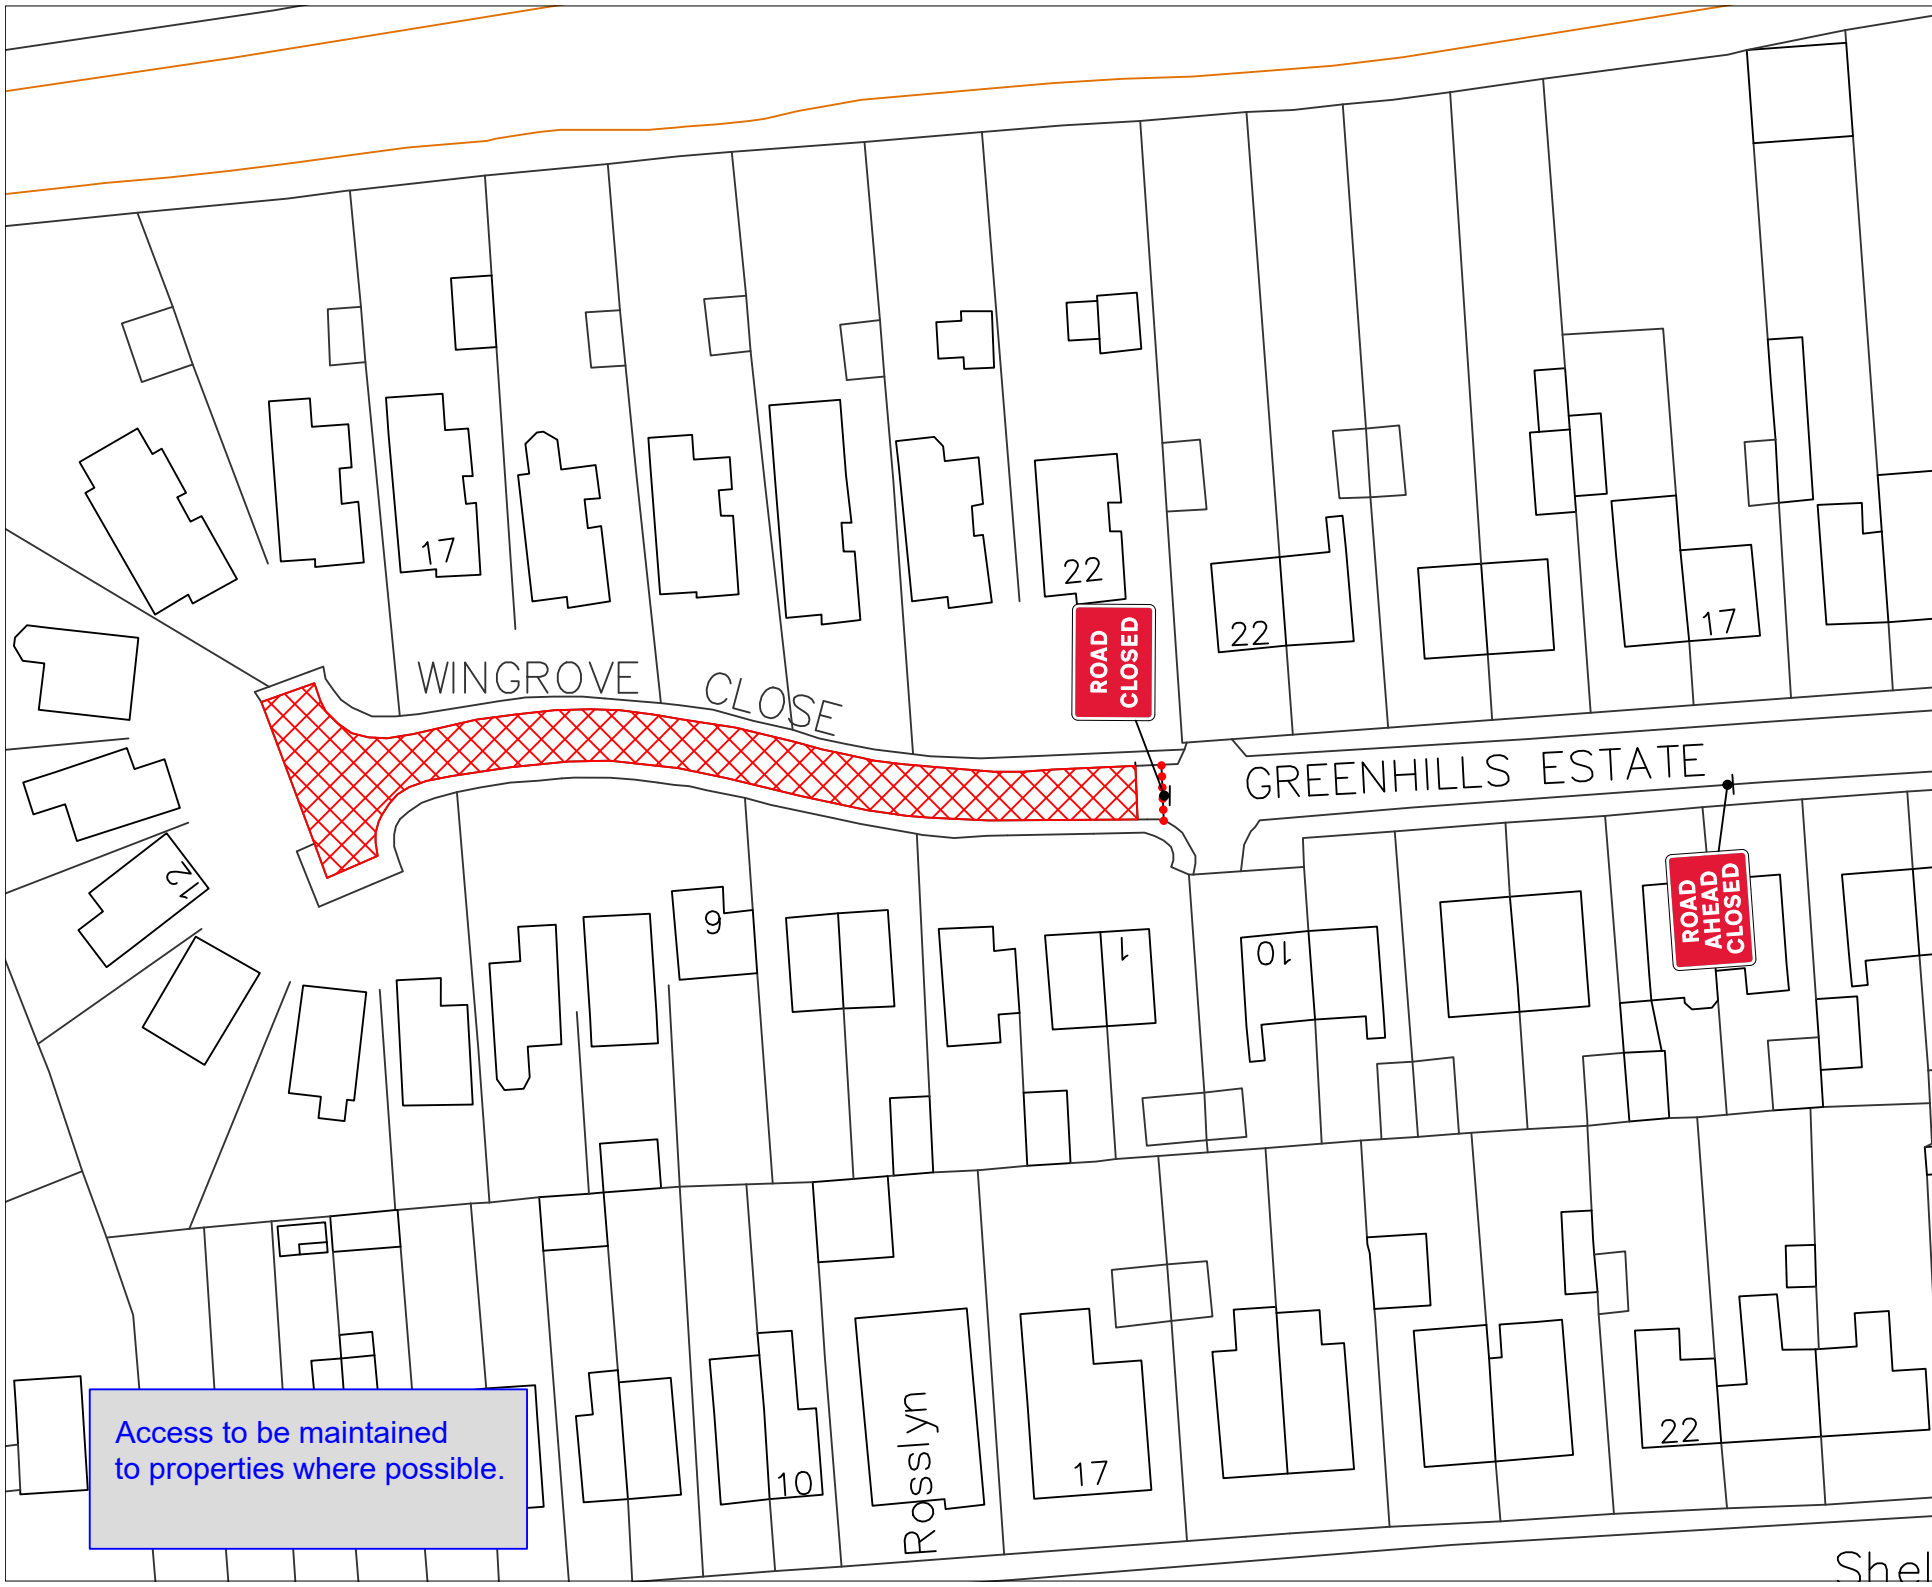 17
22
22
17
WINGROVE CLOSE
ROAD
CLOSED
GREENHILLS ESTATE
ROAD
AHEAD
CLOSED
12
9
1
10
Access to be maintained
to properties where possible.
10
Rosslyn
17
22
Shel